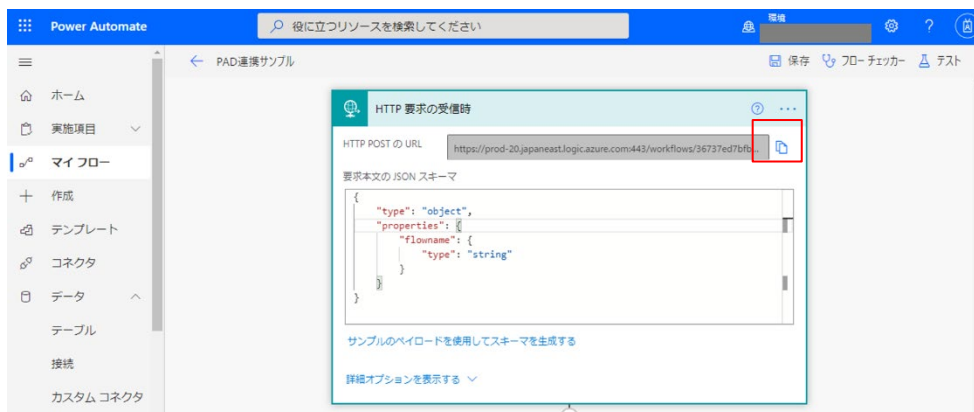 Power Automate
役に立つリソースを検索してください
環境
PAD連携サンプル
保存
フロー チェッカー
テスト
ホーム
実施項目
マイ フロー
作成
テンプレート
コネクタ
データ
テーブル
接続
カスタム コネクタ
HTTP 要求の受信時
HTTP POST の URL
https://prod-20.japaneast.logic.azure.com:443/workflows/36737ed7bfb...
要求本文の JSON スキーマ
{
"type": "object",
"properties": {
"flowname": {
"type": "string"
}
}
}
サンプルのペイロードを使用してスキーマを生成する
詳細オプションを表示する